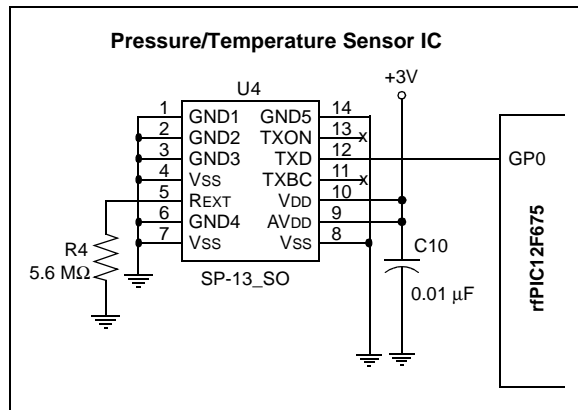 Pressure/Temperature Sensor IC
+3V
U4
1 GND1 GND5 14
2 GND2 TXON 13 x
3 GND3 TXD 12 GP0
4 VSS TXBC 11 x
5 REXT VDD 10
6 GND4 AVDD 9
7 VSS VSS 8
R4
5.6 MΩ
SP-13_SO
C10
0.01 µF
rfPIC12F675